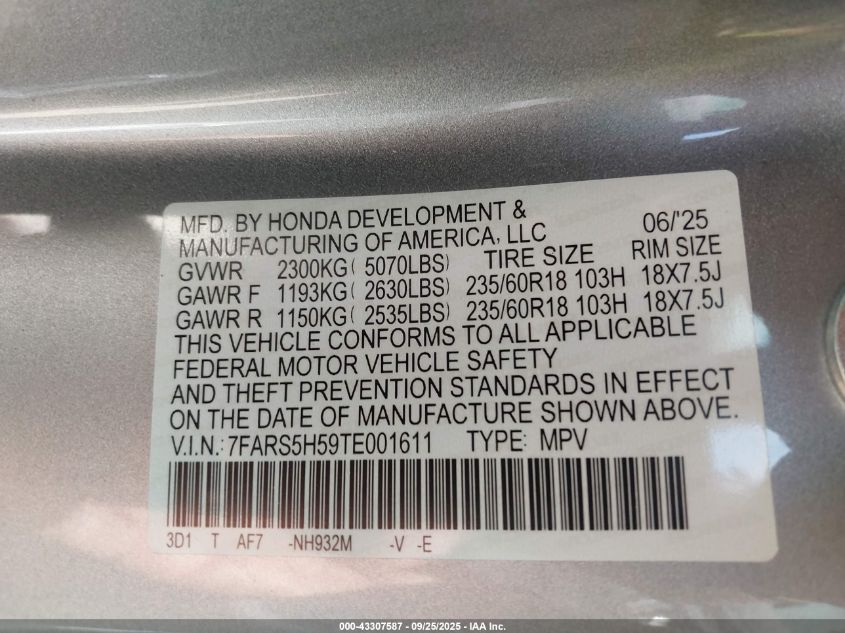 MFD. BY HONDA DEVELOPMENT & 06/'25
MANUFACTURING OF AMERICA, LLC TIRE SIZE RIM SIZE
GVWR 2300KG( 5070LBS)
GAWR F 1193KG( 2630LBS) 235/60R18 103H 18X7.5J
GAWR R 1150KG( 2535LBS) 235/60R18 103H 18X7.5J
THIS VEHICLE CONFORMS TO ALL APPLICABLE
FEDERAL MOTOR VEHICLE SAFETY
AND THEFT PREVENTION STANDARDS IN EFFECT
ON THE DATE OF MANUFACTURE SHOWN ABOVE.
V.I.N.: 7FARS5H59TE001611 TYPE: MPV
3D1 T AF7 -NH932M -V -E
000-43307587 - 09/25/2025 - IAA Inc.